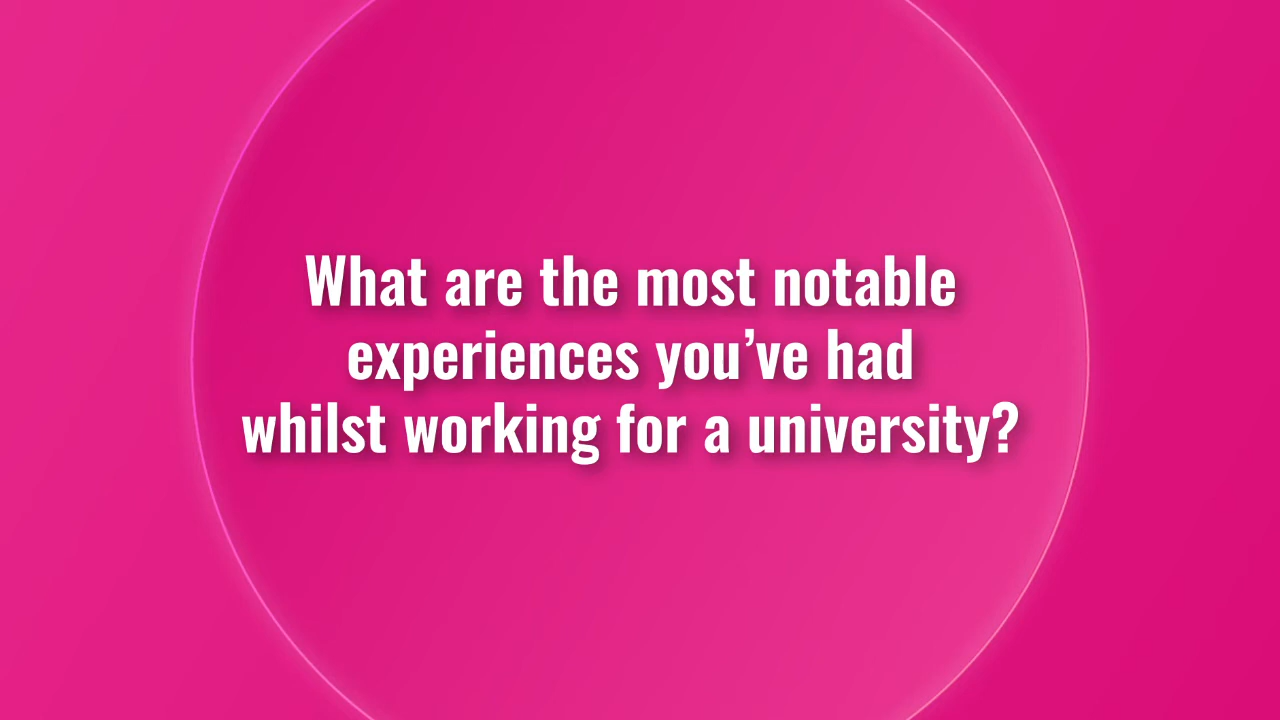 What are the most notable
experiences you’ve had
whilst working for a university?